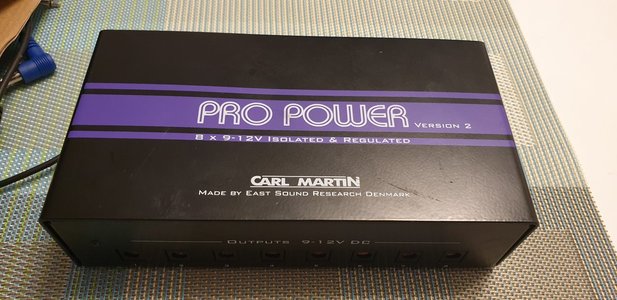 PRO POWER VERSION 2
8 X 9-12V ISOLATED & REGULATED
CARL MARTIN
MADE BY EAST SOUND RESEARCH DENMARK
OUTPUTS 9-12V DC